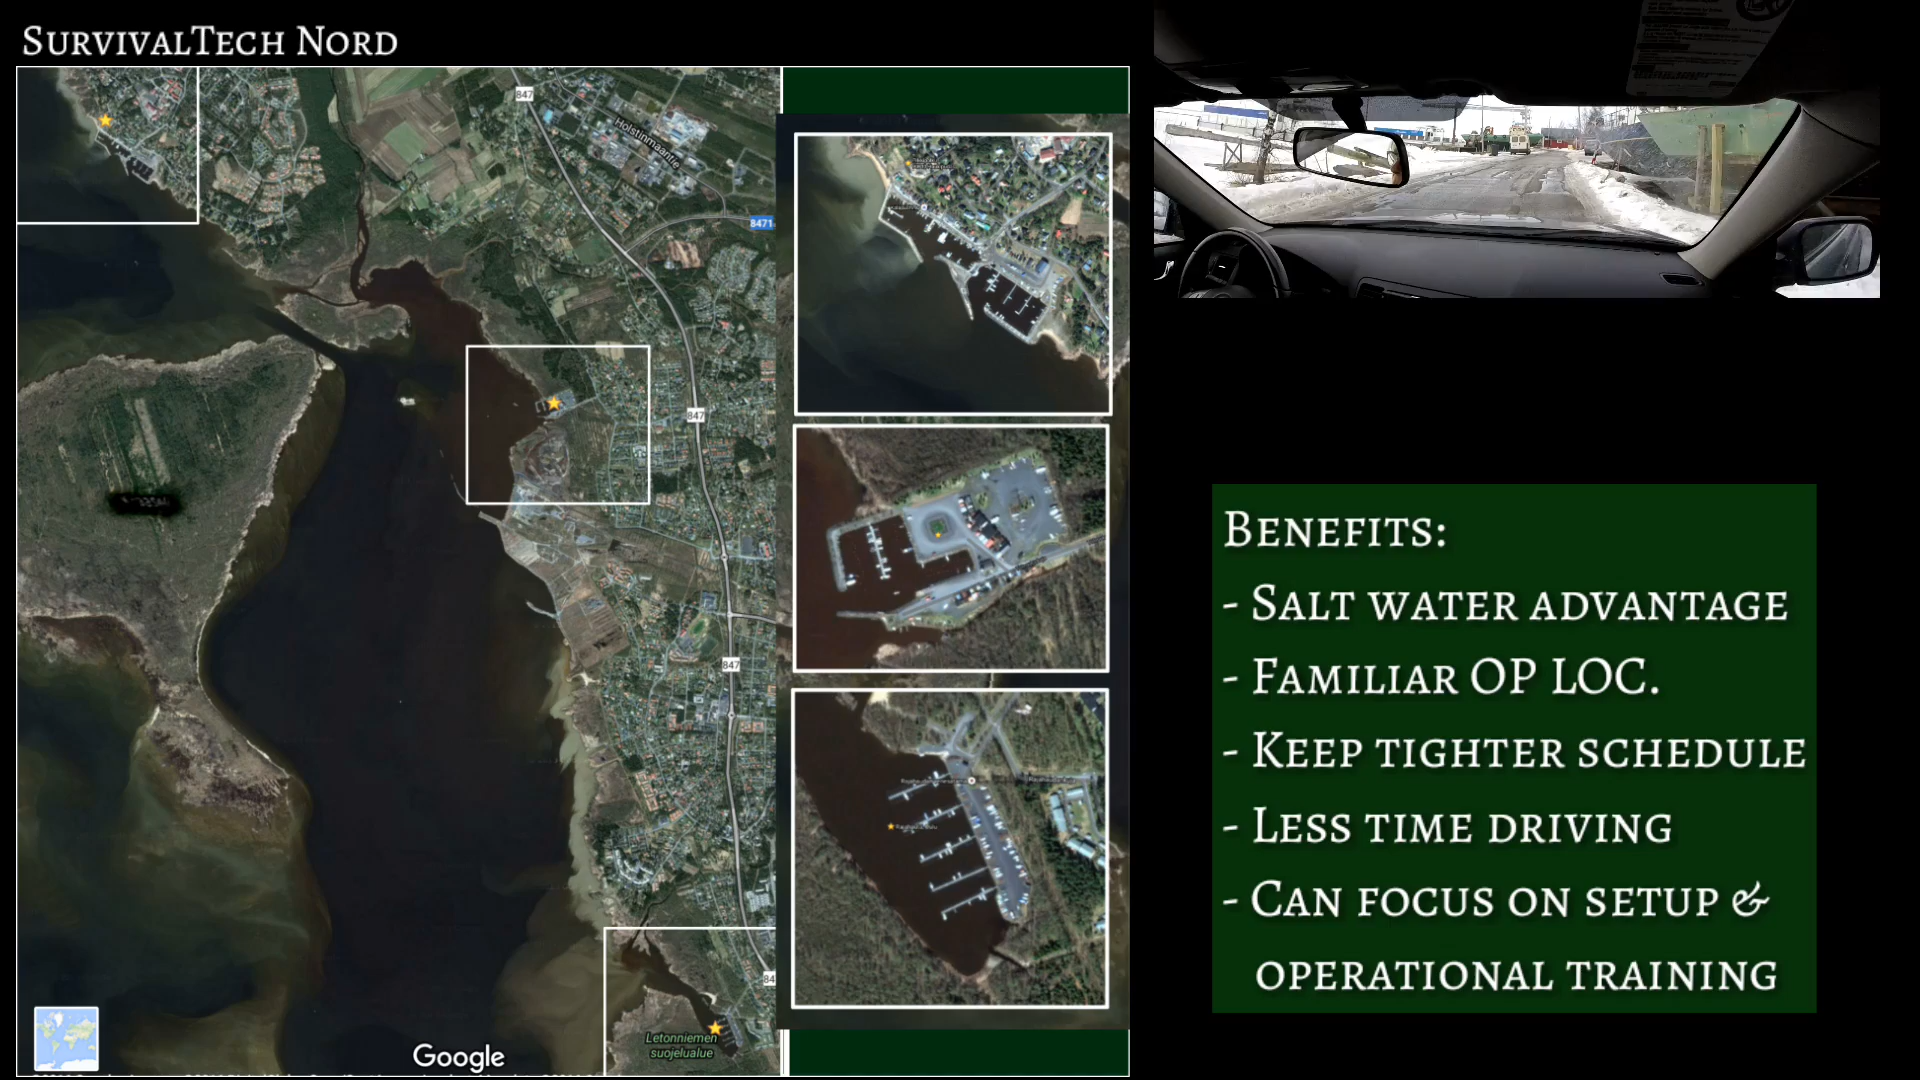 SurvivalTech Nord
847
Holstinmaantie
8471
847
847
84
Letonniemen
suojelualue
Google
Benefits:
- Salt water advantage
- Familiar OP LOC.
- Keep tighter schedule
- Less time driving
- Can focus on setup &
operational training